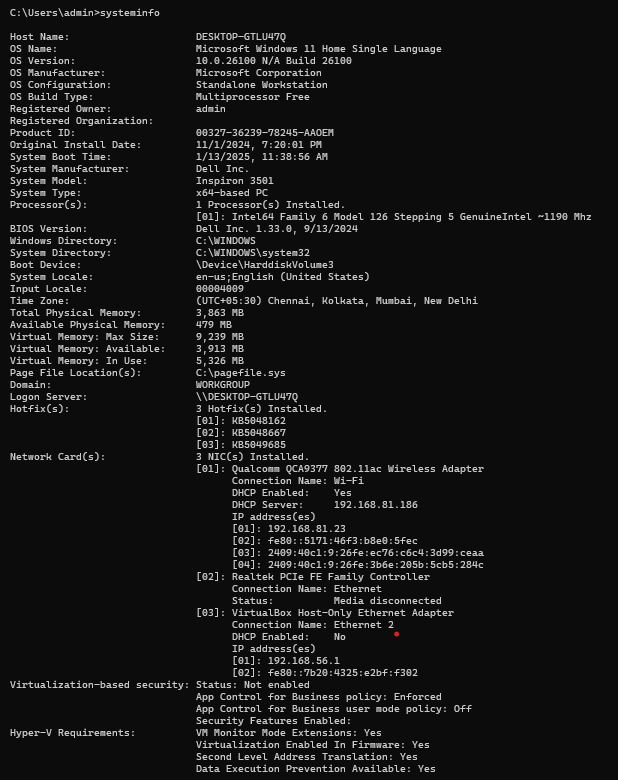 C:\Users\admin>systeminfo
Host Name: DESKTOP-GTLU47Q
OS Name: Microsoft Windows 11 Home Single Language
OS Version: 10.0.26100 N/A Build 26100
OS Manufacturer: Microsoft Corporation
OS Configuration: Standalone Workstation
OS Build Type: Multiprocessor Free
Registered Owner: admin
Registered Organization:
Product ID: 00327-36239-78245-AAOEM
Original Install Date: 11/1/2024, 7:20:01 PM
System Boot Time: 1/13/2025, 11:38:56 AM
System Manufacturer: Dell Inc.
System Model: Inspiron 3501
System Type: x64-based PC
Processor(s): 1 Processor(s) Installed.
[01]: Intel64 Family 6 Model 126 Stepping 5 GenuineIntel ~1190 Mhz
BIOS Version: Dell Inc. 1.33.0, 9/13/2024
Windows Directory: C:\WINDOWS
System Directory: C:\WINDOWS\system32
Boot Device: \Device\HarddiskVolume3
System Locale: en-us;English (United States)
Input Locale: 00004009
Time Zone: (UTC+05:30) Chennai, Kolkata, Mumbai, New Delhi
Total Physical Memory: 3,863 MB
Available Physical Memory: 479 MB
Virtual Memory: Max Size: 9,239 MB
Virtual Memory: Available: 3,913 MB
Virtual Memory: In Use: 5,326 MB
Page File Location(s): C:\pagefile.sys
Domain: WORKGROUP
Logon Server: \\DESKTOP-GTLU47Q
Hotfix(s): 3 Hotfix(s) Installed.
[01]: KB5048162
[02]: KB5048667
[03]: KB5049685
Network Card(s): 3 NIC(s) Installed.
[01]: Qualcomm QCA9377 802.11ac Wireless Adapter
Connection Name: Wi-Fi
DHCP Enabled: Yes
DHCP Server: 192.168.81.186
IP address(es)
[01]: 192.168.81.23
[02]: fe80::5171:46f3:b8e0:5fec
[03]: 2409:40c1:9:26fe:ec76:c6c4:3d99:ceaa
[04]: 2409:40c1:9:26fe:3b6e:205b:5cb5:284c
[02]: Realtek PCIe FE Family Controller
Connection Name: Ethernet
Status: Media disconnected
[03]: VirtualBox Host-Only Ethernet Adapter
Connection Name: Ethernet 2
DHCP Enabled: No
IP address(es)
[01]: 192.168.56.1
[02]: fe80::7b20:4325:e2bf:f302
Virtualization-based security: Status: Not enabled
App Control for Business policy: Enforced
App Control for Business user mode policy: Off
Security Features Enabled:
Hyper-V Requirements: VM Monitor Mode Extensions: Yes
Virtualization Enabled In Firmware: Yes
Second Level Address Translation: Yes
Data Execution Prevention Available: Yes